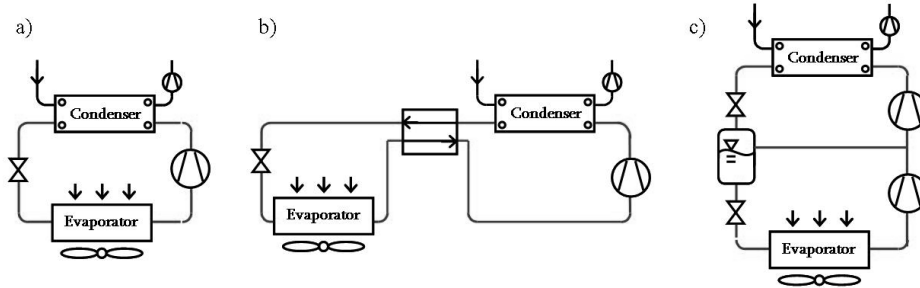 a)
Condenser
Evaporator
b)
Condenser
Evaporator
c)
Condenser
Evaporator